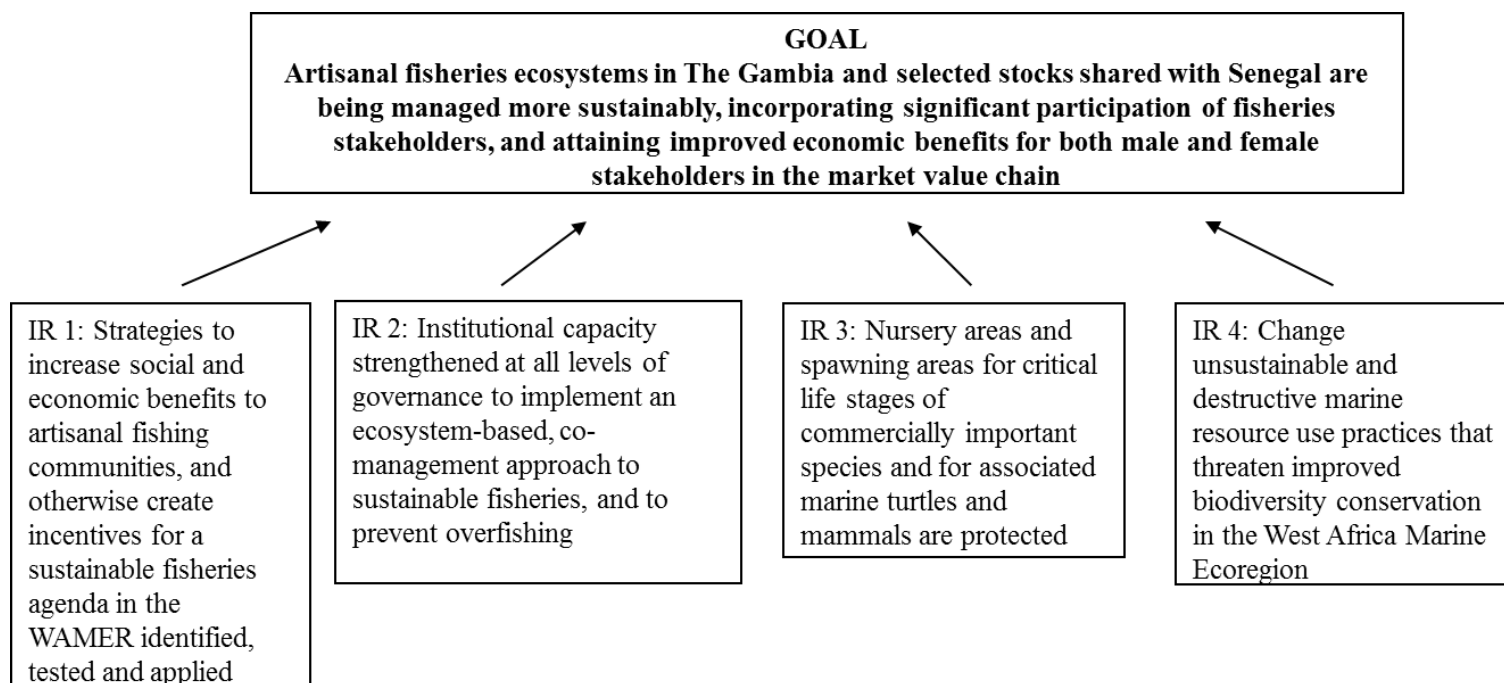 GOAL
Artisanal fisheries ecosystems in The Gambia and selected stocks shared with Senegal are
being managed more sustainably, incorporating significant participation of fisheries
stakeholders, and attaining improved economic benefits for both male and female
stakeholders in the market value chain
IR 1: Strategies to
increase social and
economic benefits to
artisanal fishing
communities, and
otherwise create
incentives for a
sustainable fisheries
agenda in the
WAMER identified,
tested and applied
IR 2: Institutional capacity
strengthened at all levels of
governance to implement an
ecosystem-based, co-
management approach to
sustainable fisheries, and to
prevent overfishing
IR 3: Nursery areas and
spawning areas for critical
life stages of
commercially important
species and for associated
marine turtles and
mammals are protected
IR 4: Change
unsustainable and
destructive marine
resource use practices that
threaten improved
biodiversity conservation
in the West Africa Marine
Ecoregion